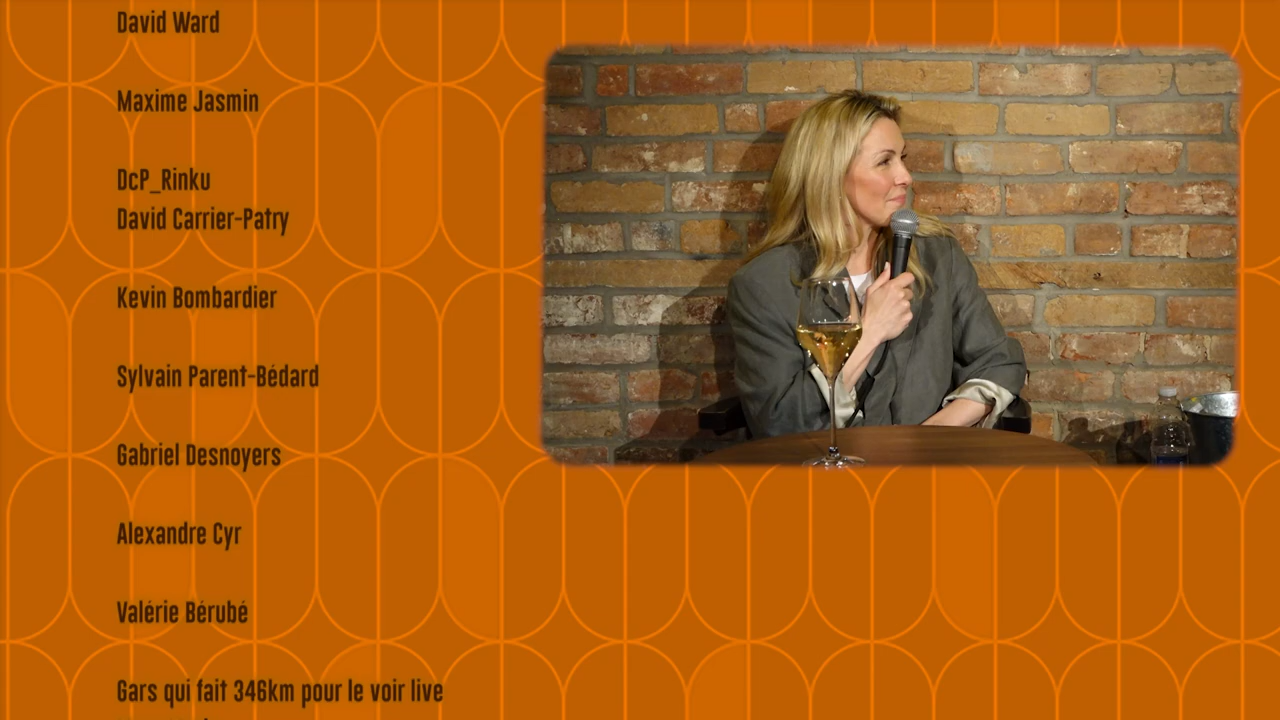 David Ward
Maxime Jasmin
DcP_Rinku
David Carrier-Patry
Kevin Bombardier
Sylvain Parent-Bédard
Gabriel Desnoyers
Alexandre Cyr
Valérie Bérubé
Gars qui fait 346km pour le voir live